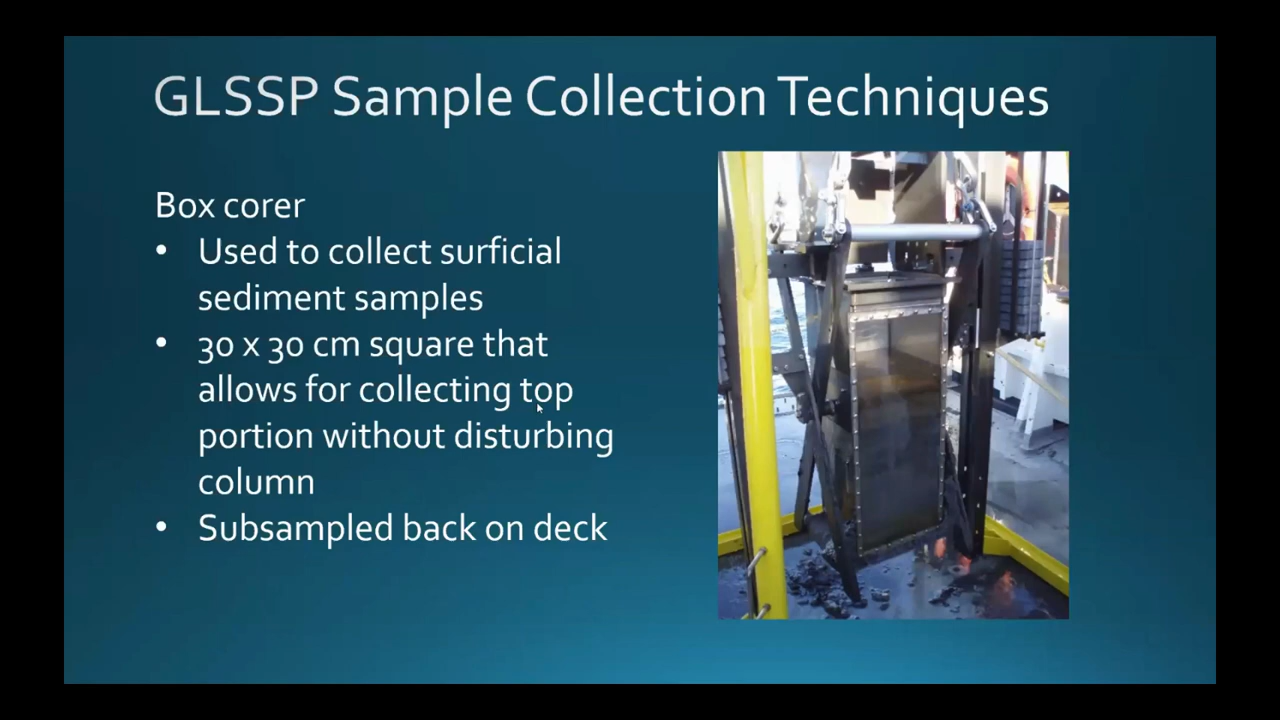 GLSSP Sample Collection Techniques
Box corer
• Used to collect surficial
sediment samples
• 30 x 30 cm square that
allows for collecting top
portion without disturbing
column
• Subsampled back on deck